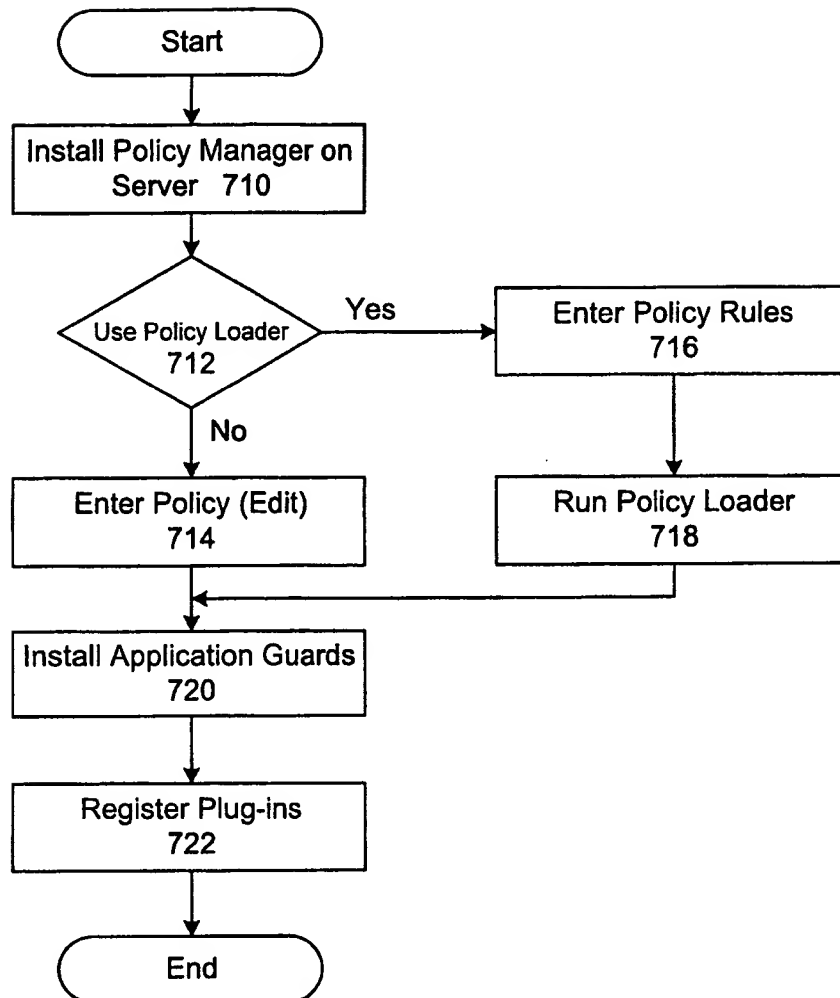 Start
Install Policy Manager on
Server 710
Use Policy Loader
712
Yes
No
Enter Policy Rules
716
Enter Policy (Edit)
714
Run Policy Loader
718
Install Application Guards
720
Register Plug-ins
722
End